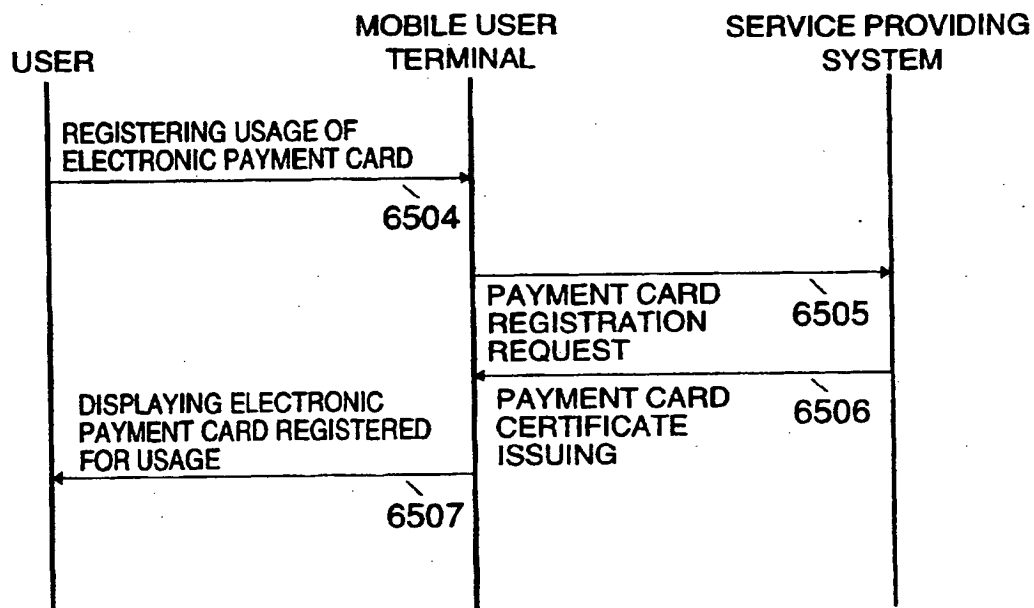 USER
MOBILE USER
TERMINAL
SERVICE PROVIDING
SYSTEM
REGISTERING USAGE OF
ELECTRONIC PAYMENT CARD
6504
PAYMENT CARD
REGISTRATION
REQUEST
6505
PAYMENT CARD
CERTIFICATE
ISSUING
6506
DISPLAYING ELECTRONIC
PAYMENT CARD REGISTERED
FOR USAGE
6507